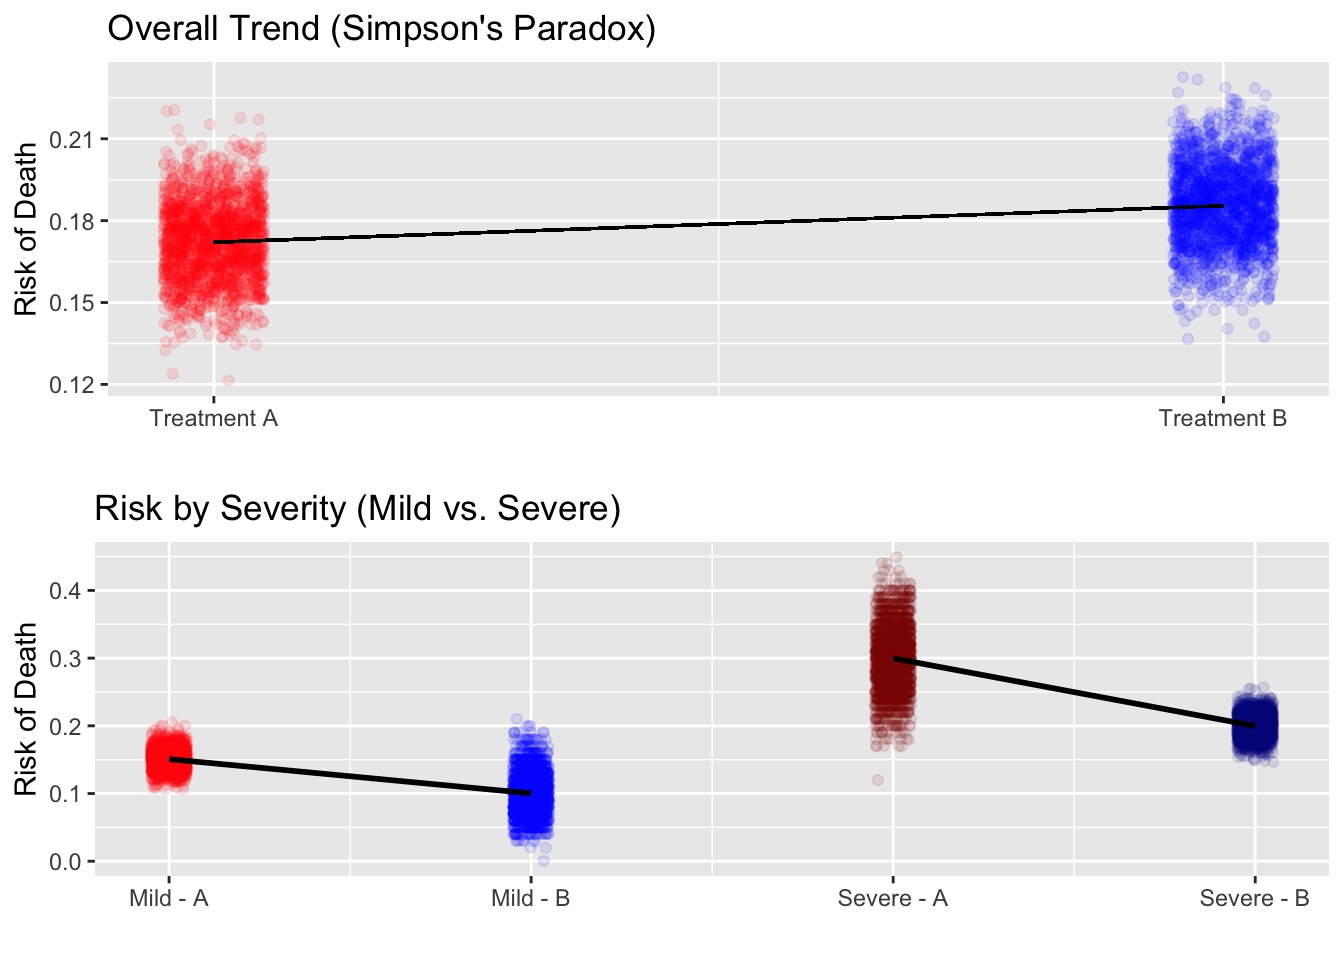 Overall Trend (Simpson's Paradox)
Risk of Death
0.21
0.18
0.15
0.12
Treatment A Treatment B
Risk by Severity (Mild vs. Severe)
Risk of Death
0.4
0.3
0.2
0.1
0.0
Mild - A Mild - B Severe - A Severe - B